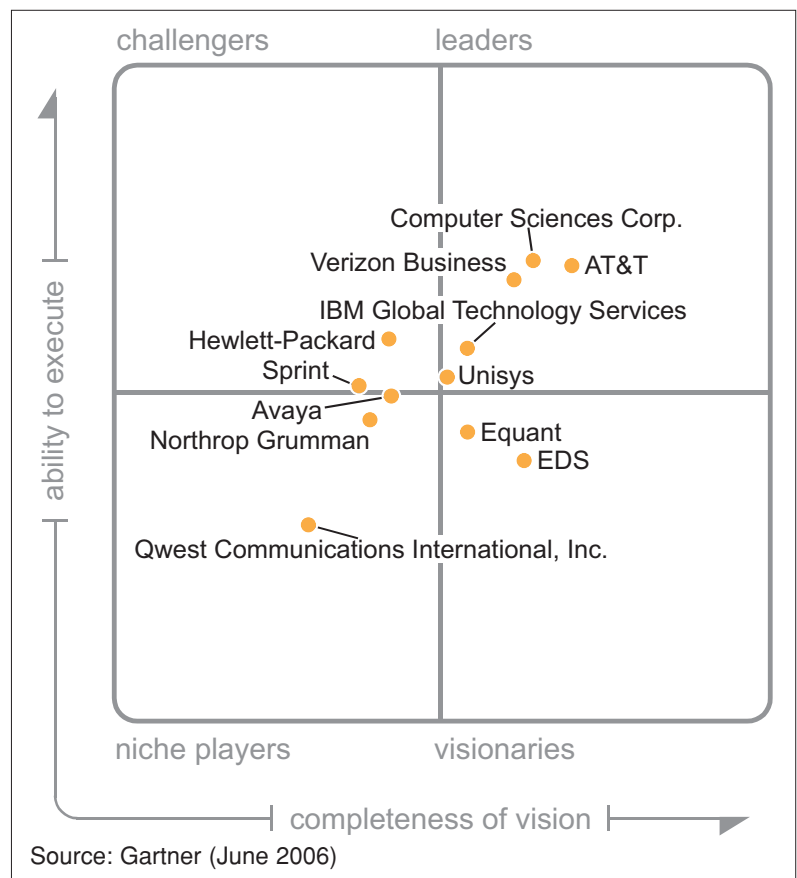 challengers
leaders
Computer Sciences Corp.
Verizon Business
AT&T
IBM Global Technology Services
Hewlett-Packard
Sprint
Unisys
Avaya
Northrop Grumman
Equant
EDS
Qwest Communications International, Inc.
ability to execute
niche players
visionaries
completeness of vision
Source: Gartner (June 2006)